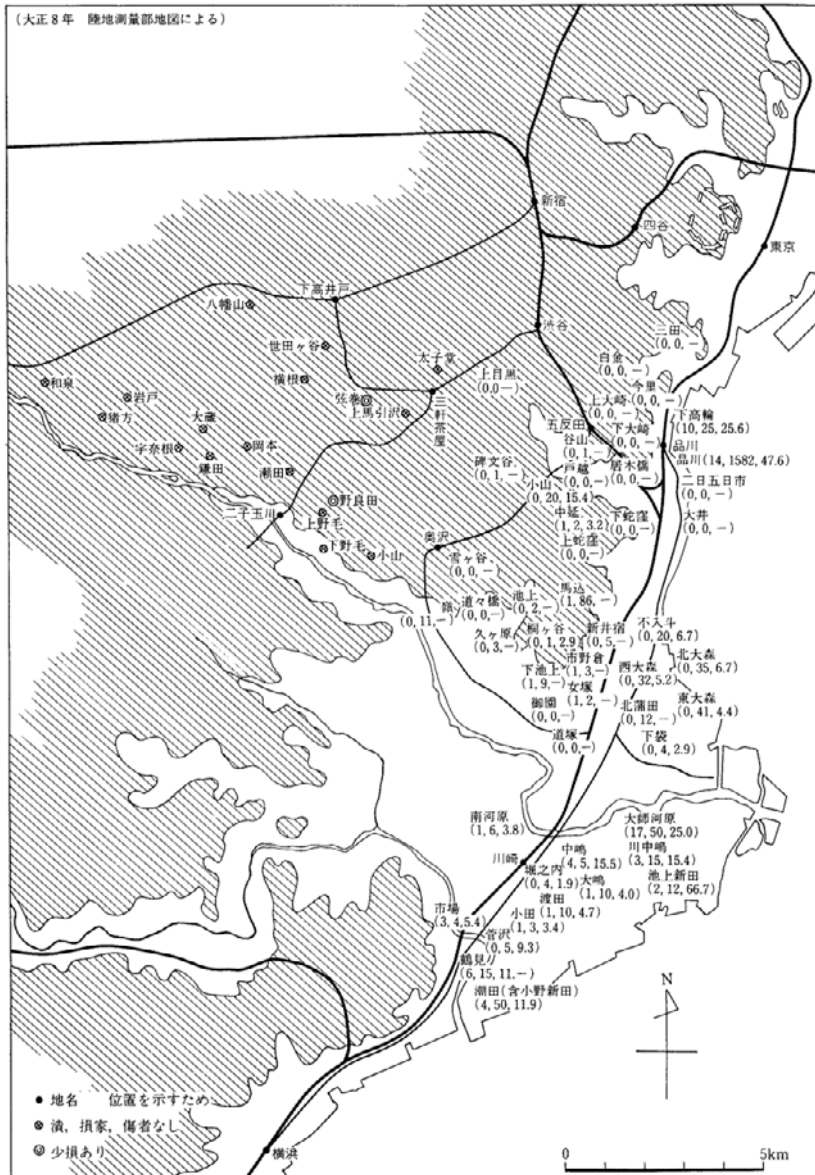 (大正8年 陸地測量部地図による)
新宿
四谷
東京
下高井戸
八幡山
渋谷
三田
(0, 0, -)
世田ヶ谷
太子堂
白金
(0, 0, -)
和泉
横根
上目黒
(0.0—)
今里
(0, 0, -)
岩戸
弦巻
上馬引沢
三軒茶屋
上大崎
(0, 0, -)
下高輪
(10, 25, 25.6)
猪方
大蔵
五反田
下大崎
(0, 0, -)
谷山
(0, 1, -)
品川
品川(14, 1582, 47.6)
宇奈根
岡本
鎌田
瀬田
碑文谷
(0, 1, -)
戸越
(0, 0, -)
居木橋
(0, 0, -)
小山
(0, 20, 15.4)
二日五日市
(0, 0, -)
野良田
二子玉川
上野毛
中延
(1, 2, 3.2)
下蛇窪
(0, 0, -)
大井
(0, 0, -)
下野毛
小山
奥沢
上蛇窪
(0, 0, -)
雪ヶ谷
(0, 0, -)
馬込
(1, 86, -)
嶺
(0, 11, -)
道々橋
(0, 0, -)
池上
(0, 2, -)
久ヶ原
(0, 3, -)
桐ヶ谷
(0, 1, 2.9)
新井宿
(0, 5, -)
不入斗
(0, 20, 6.7)
市野倉
(1, 3, -)
北大森
(0, 35, 6.7)
下池上
(1, 9, -)
女塚
(1, 2, -)
西大森
(0, 32, 5.2)
東大森
(0, 41, 4.4)
御園
(0, 0, -)
北蒲田
(0, 12, -)
道塚
(0, 0, -)
下袋
(0, 4, 2.9)
南河原
(1, 6, 3.8)
大師河原
(17, 50, 25.0)
川崎
中嶋
(4, 5, 15.5)
川中嶋
(3, 15, 15.4)
堀之内
(0, 4, 1.9)
大嶋
(1, 10, 4.0)
池上新田
(2, 12, 66.7)
渡田
(1, 10, 4.7)
市場
(3, 4, 5.4)
小田
(1, 3, 3.4)
菅沢
(0, 5, 9.3)
鶴見
(6, 15, 11, -)
潮田(含小野新田)
(4, 50, 11.9)
N
● 地名 位置を示すため
⊗ 潰,損家,傷者なし
◎ 少損あり
横浜
0 5km